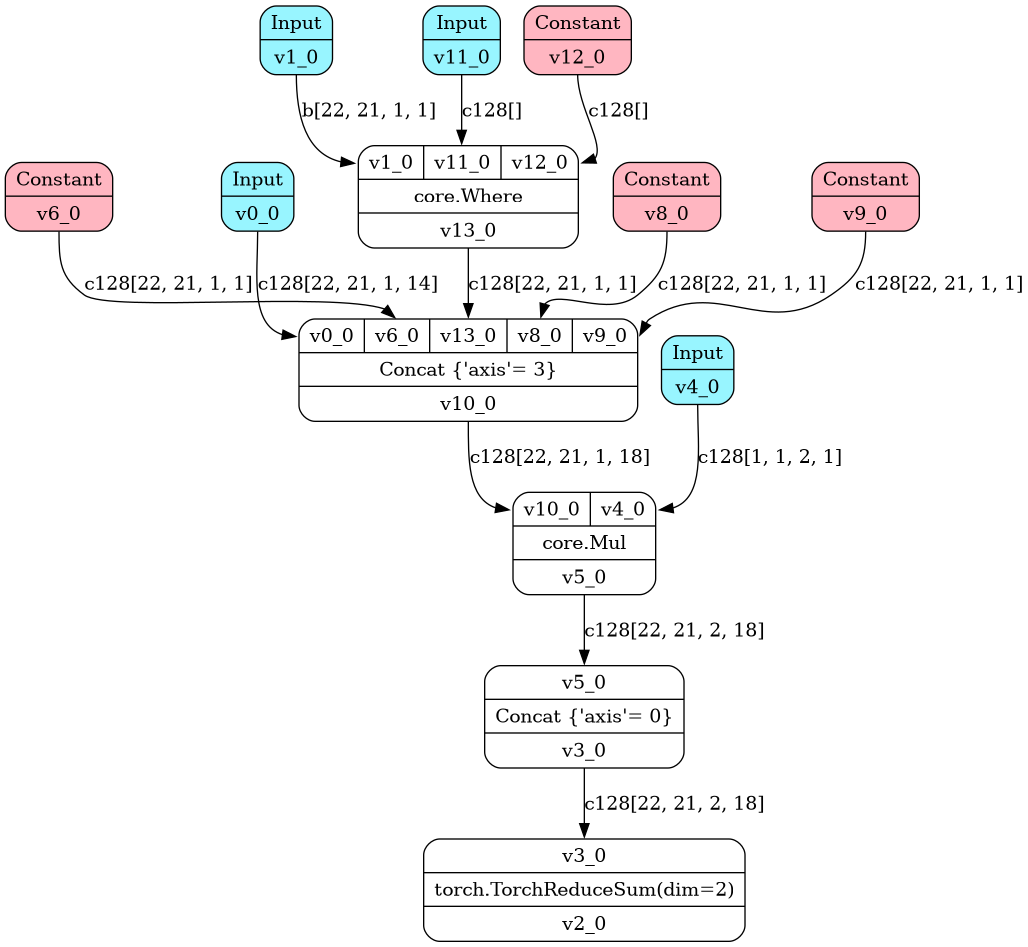 Input
v1_0
Input
v11_0
Constant
v12_0
b[22, 21, 1, 1]
c128[]
c128[]
v1_0 v11_0 v12_0
core.Where
v13_0
Constant
v6_0
Input
v0_0
Constant
v8_0
Constant
v9_0
c128[22, 21, 1, 1]
c128[22, 21, 1, 14]
c128[22, 21, 1, 1]
c128[22, 21, 1, 1]
c128[22, 21, 1, 1]
v0_0 v6_0 v13_0 v8_0 v9_0
Concat {'axis'= 3}
v10_0
Input
v4_0
c128[22, 21, 1, 18]
c128[1, 1, 2, 1]
v10_0 v4_0
core.Mul
v5_0
c128[22, 21, 2, 18]
v5_0
Concat {'axis'= 0}
v3_0
c128[22, 21, 2, 18]
v3_0
torch.TorchReduceSum(dim=2)
v2_0